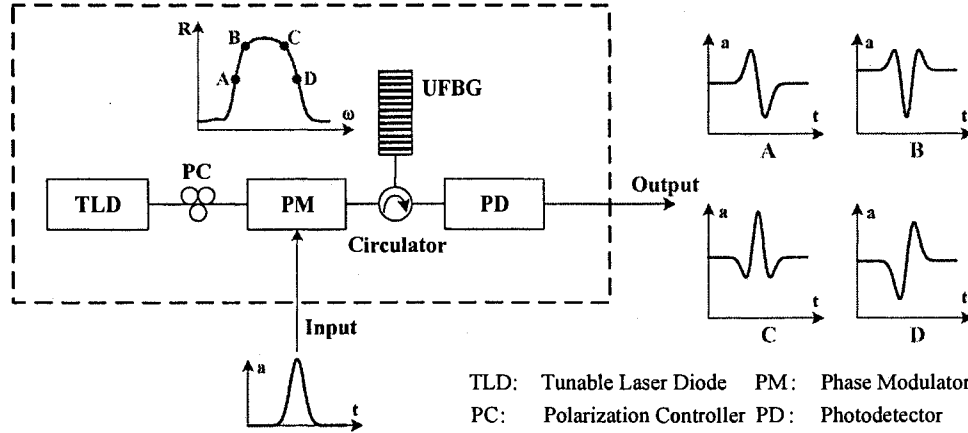 R
B
C
A
D
ω
UFBG
PC
TLD
PM
PD
Circulator
Output
Input
a
t
a
t
A
a
t
B
a
t
C
a
t
D
TLD: Tunable Laser Diode PM: Phase Modulator
PC: Polarization Controller PD: Photodetector